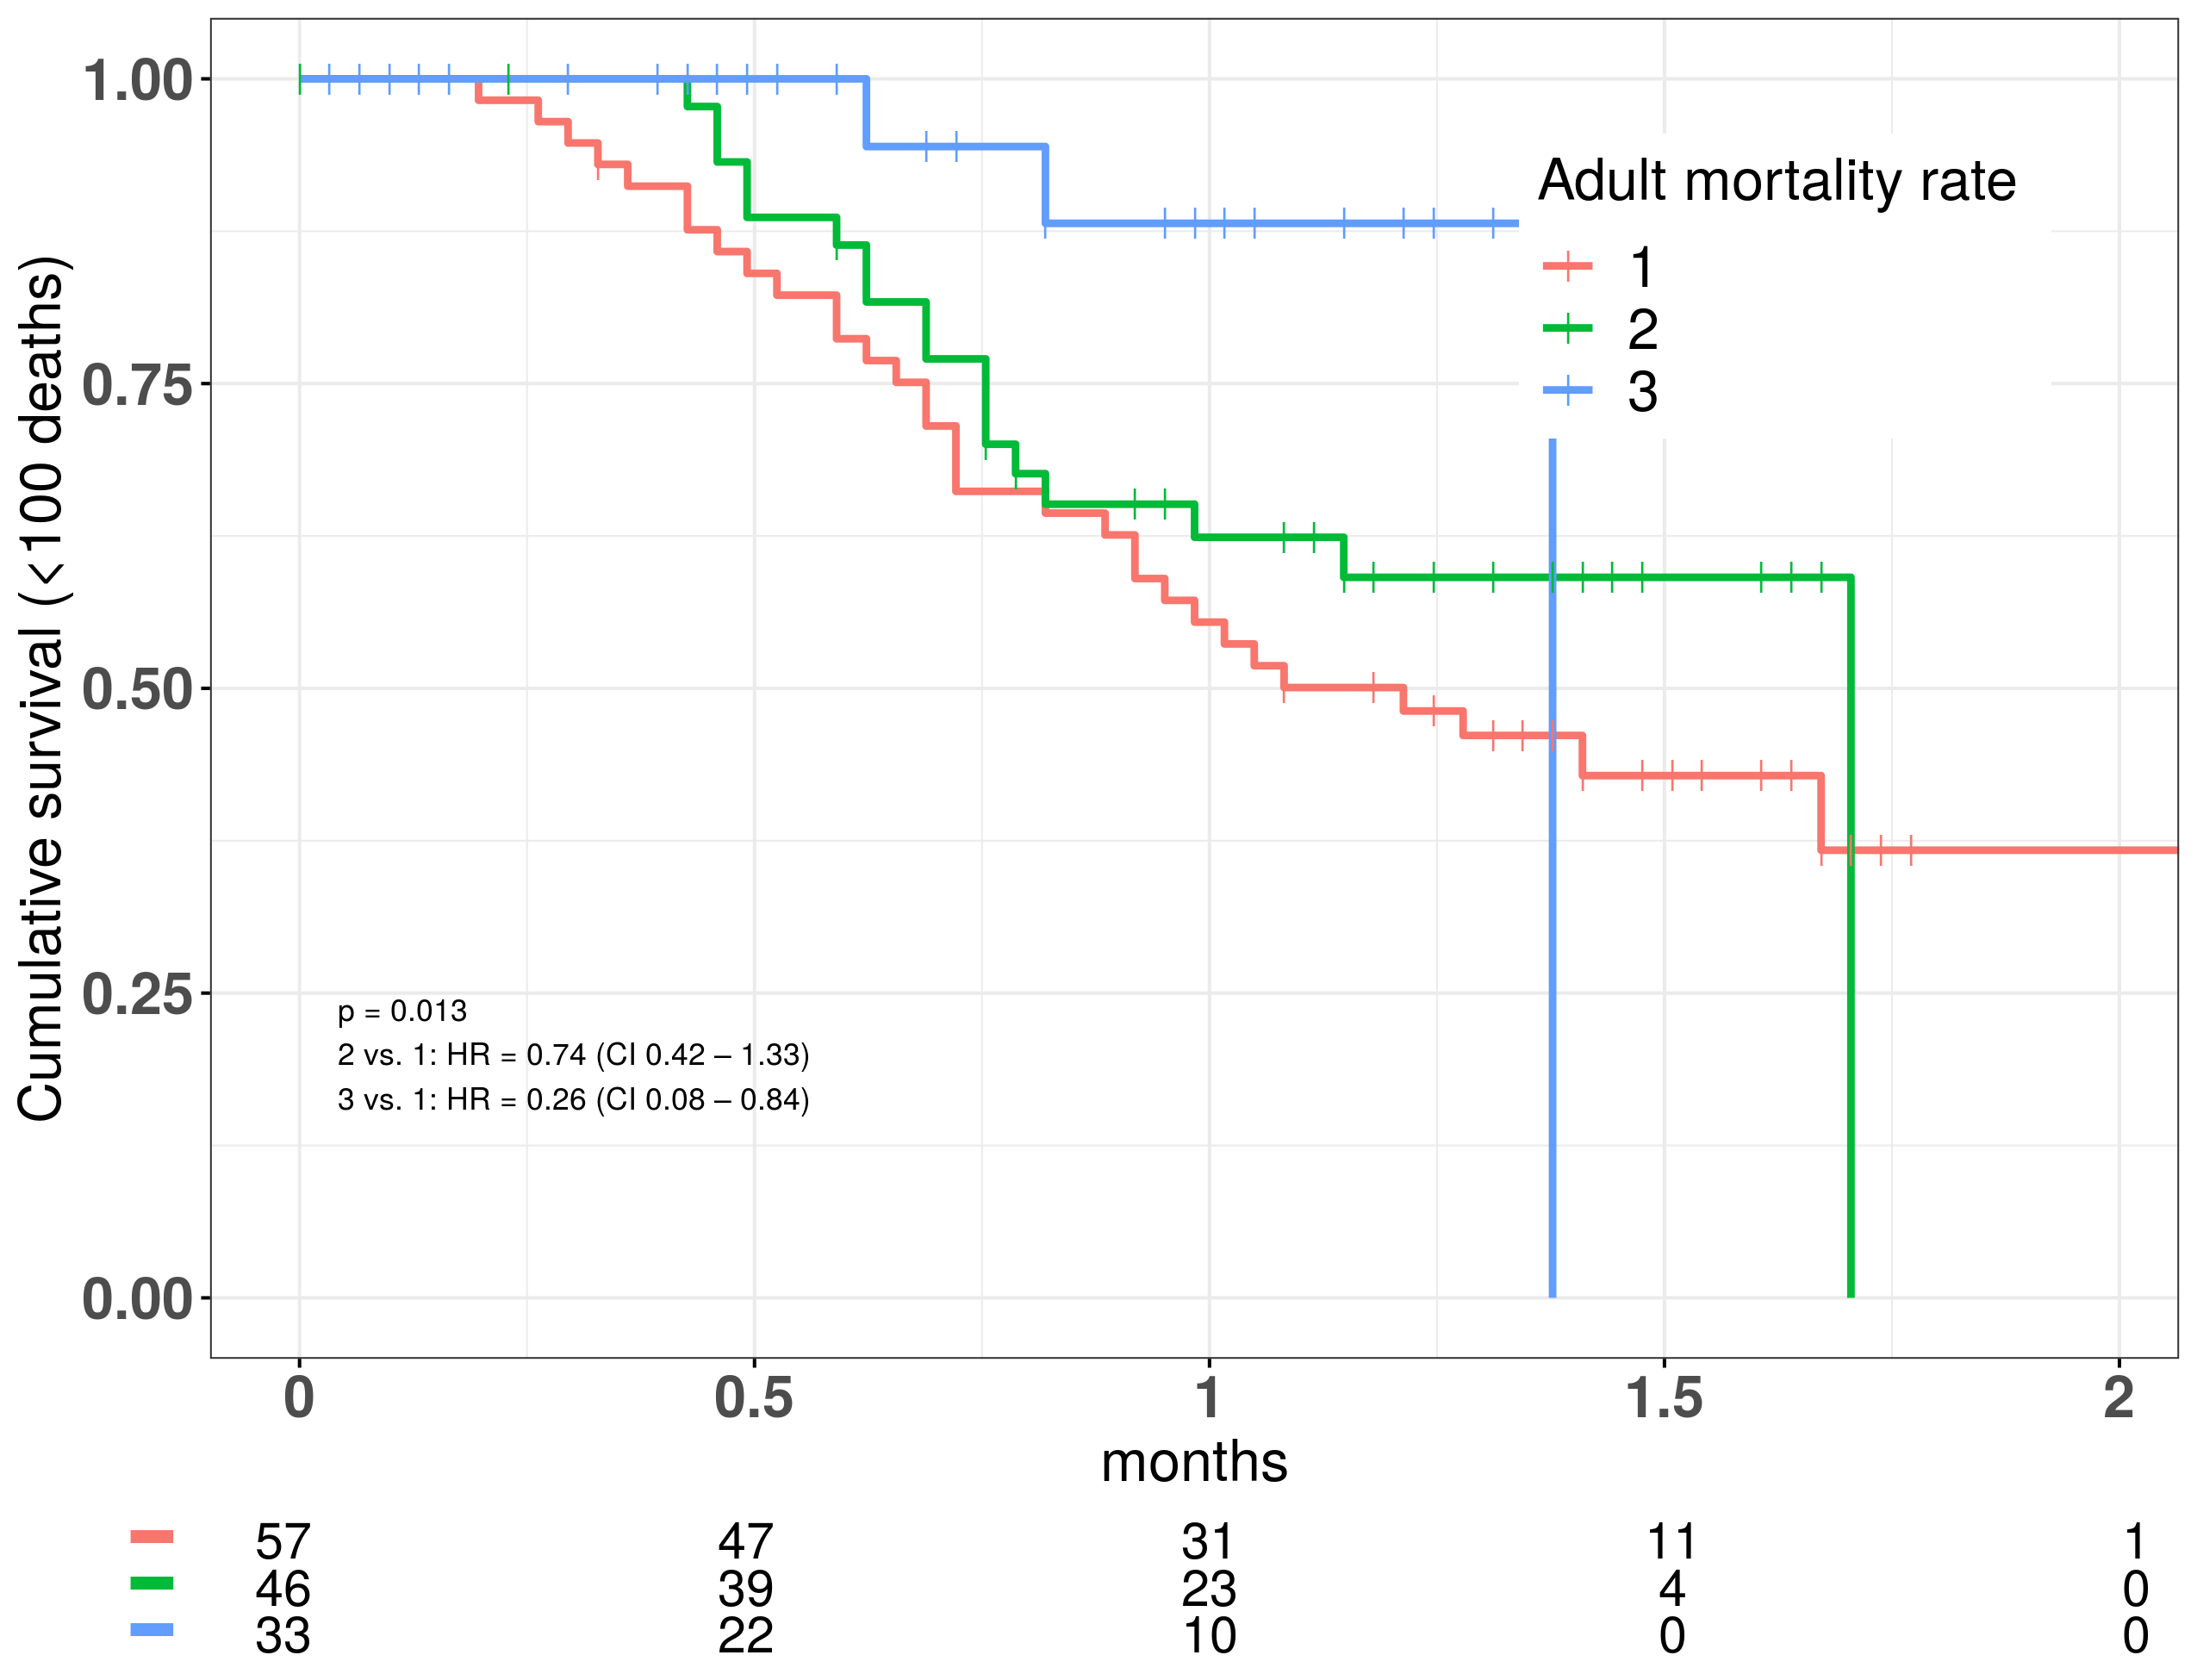 Cumulative survival (<100 deaths)
1.00
0.75
0.50
0.25
0.00
Adult mortality rate
1
2
3
p = 0.013
2 vs. 1: HR = 0.74 (CI 0.42 – 1.33)
3 vs. 1: HR = 0.26 (CI 0.08 – 0.84)
0 0.5 1 1.5 2
months
57 47 31 11 1
46 39 23 4 0
33 22 10 0 0